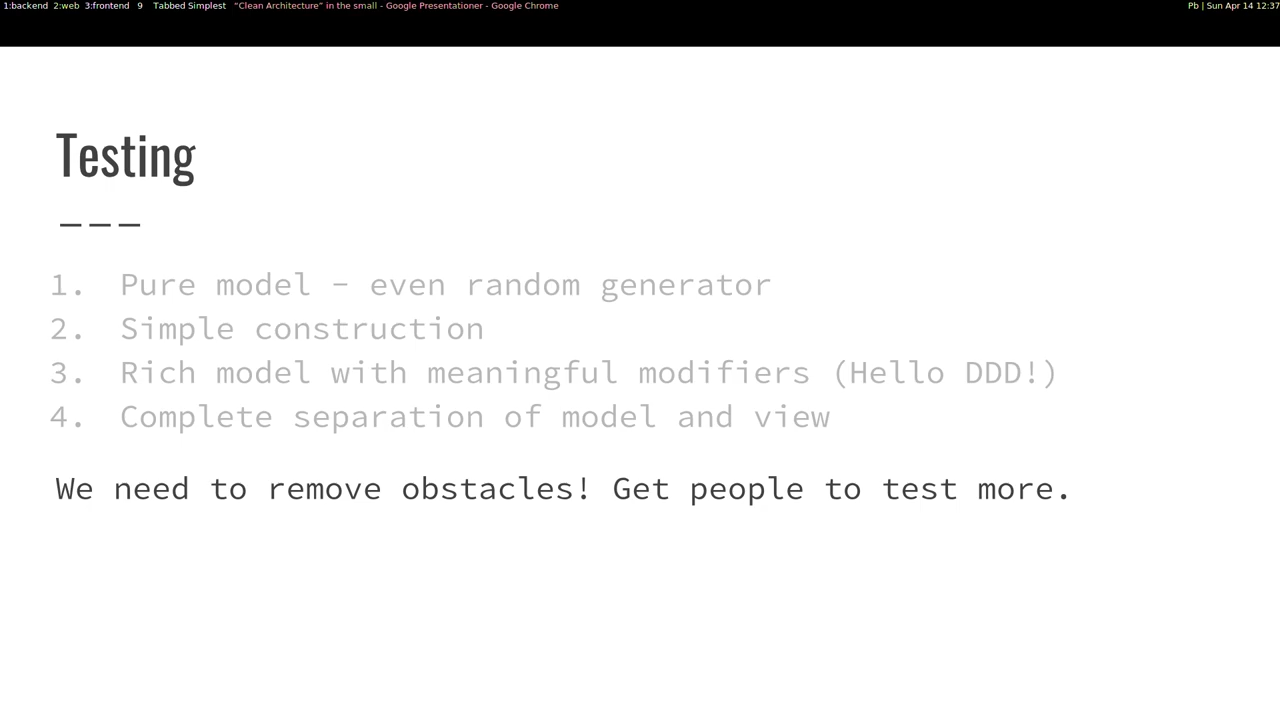 1:backend 2:web 3:frontend 9 Tabbed Simplest "Clean Architecture" in the small - Google Presentationer - Google Chrome Pb | Sun Apr 14 12:37
Testing
———
1. Pure model - even random generator
2. Simple construction
3. Rich model with meaningful modifiers (Hello DDD!)
4. Complete separation of model and view
We need to remove obstacles! Get people to test more.